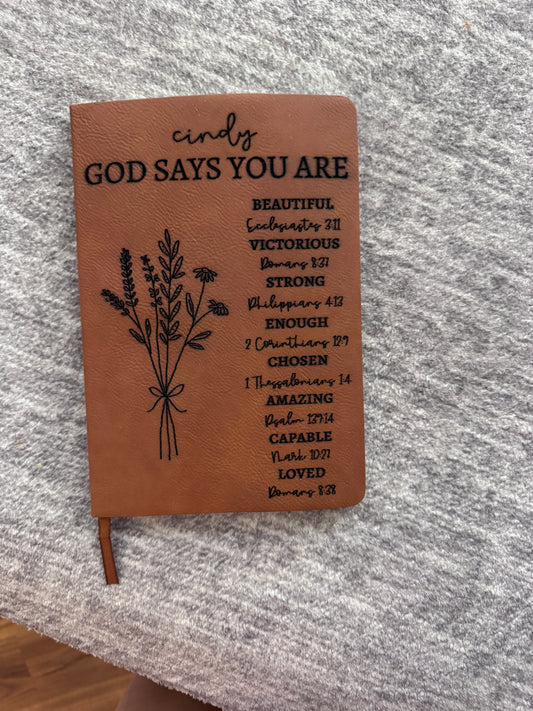 cindy
GOD SAYS YOU ARE
BEAUTIFUL
Ecclesiastes 3:11
VICTORIOUS
Romans 8:37
STRONG
Philippians 4:13
ENOUGH
2 Corinthians 12:9
CHOSEN
1 Thessalonians 1:4
AMAZING
Psalm 139:14
CAPABLE
Mark 10:27
LOVED
Romans 8:38